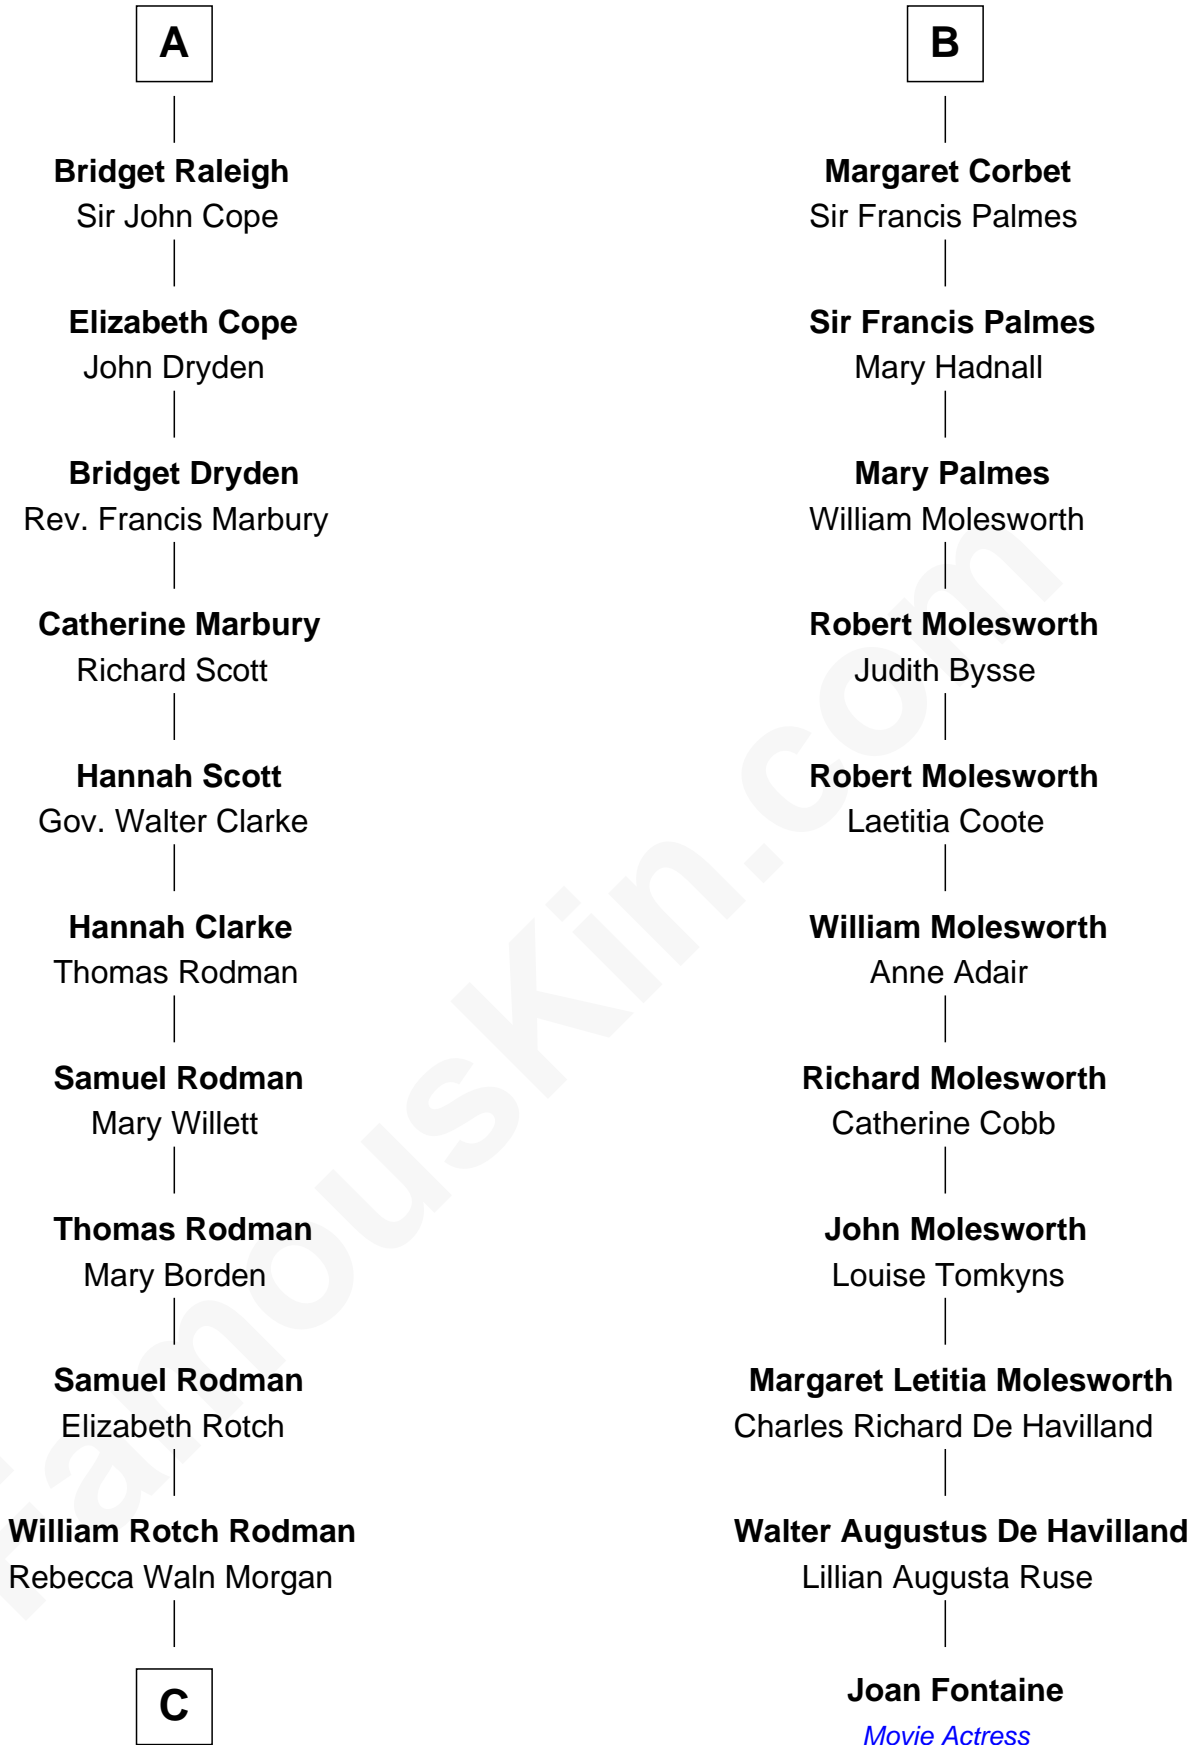 A
Bridget Raleigh
Sir John Cope
Elizabeth Cope
John Dryden
Bridget Dryden
Rev. Francis Marbury
Catherine Marbury
Richard Scott
Hannah Scott
Gov. Walter Clarke
Hannah Clarke
Thomas Rodman
Samuel Rodman
Mary Willett
Thomas Rodman
Mary Borden
Samuel Rodman
Elizabeth Rotch
William Rotch Rodman
Rebecca Waln Morgan
C
B
Margaret Corbet
Sir Francis Palmes
Sir Francis Palmes
Mary Hadnall
Mary Palmes
William Molesworth
Robert Molesworth
Judith Bysse
Robert Molesworth
Laetitia Coote
William Molesworth
Anne Adair
Richard Molesworth
Catherine Cobb
John Molesworth
Louise Tomkyns
Margaret Letitia Molesworth
Charles Richard De Havilland
Walter Augustus De Havilland
Lillian Augusta Ruse
Joan Fontaine
Movie Actress
FamousKin.com